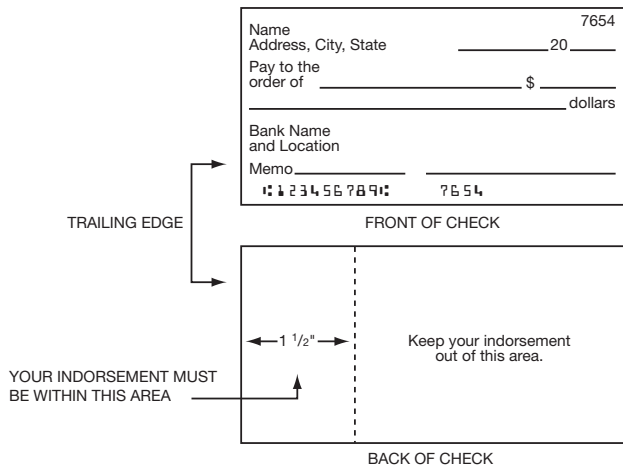 7654
Name
Address, City, State 20
Pay to the
order of $
dollars
Bank Name
and Location
Memo
⑆123456789⑆ 7654
TRAILING EDGE
FRONT OF CHECK
1 1/2"
Keep your indorsement
out of this area.
YOUR INDORSEMENT MUST
BE WITHIN THIS AREA
BACK OF CHECK